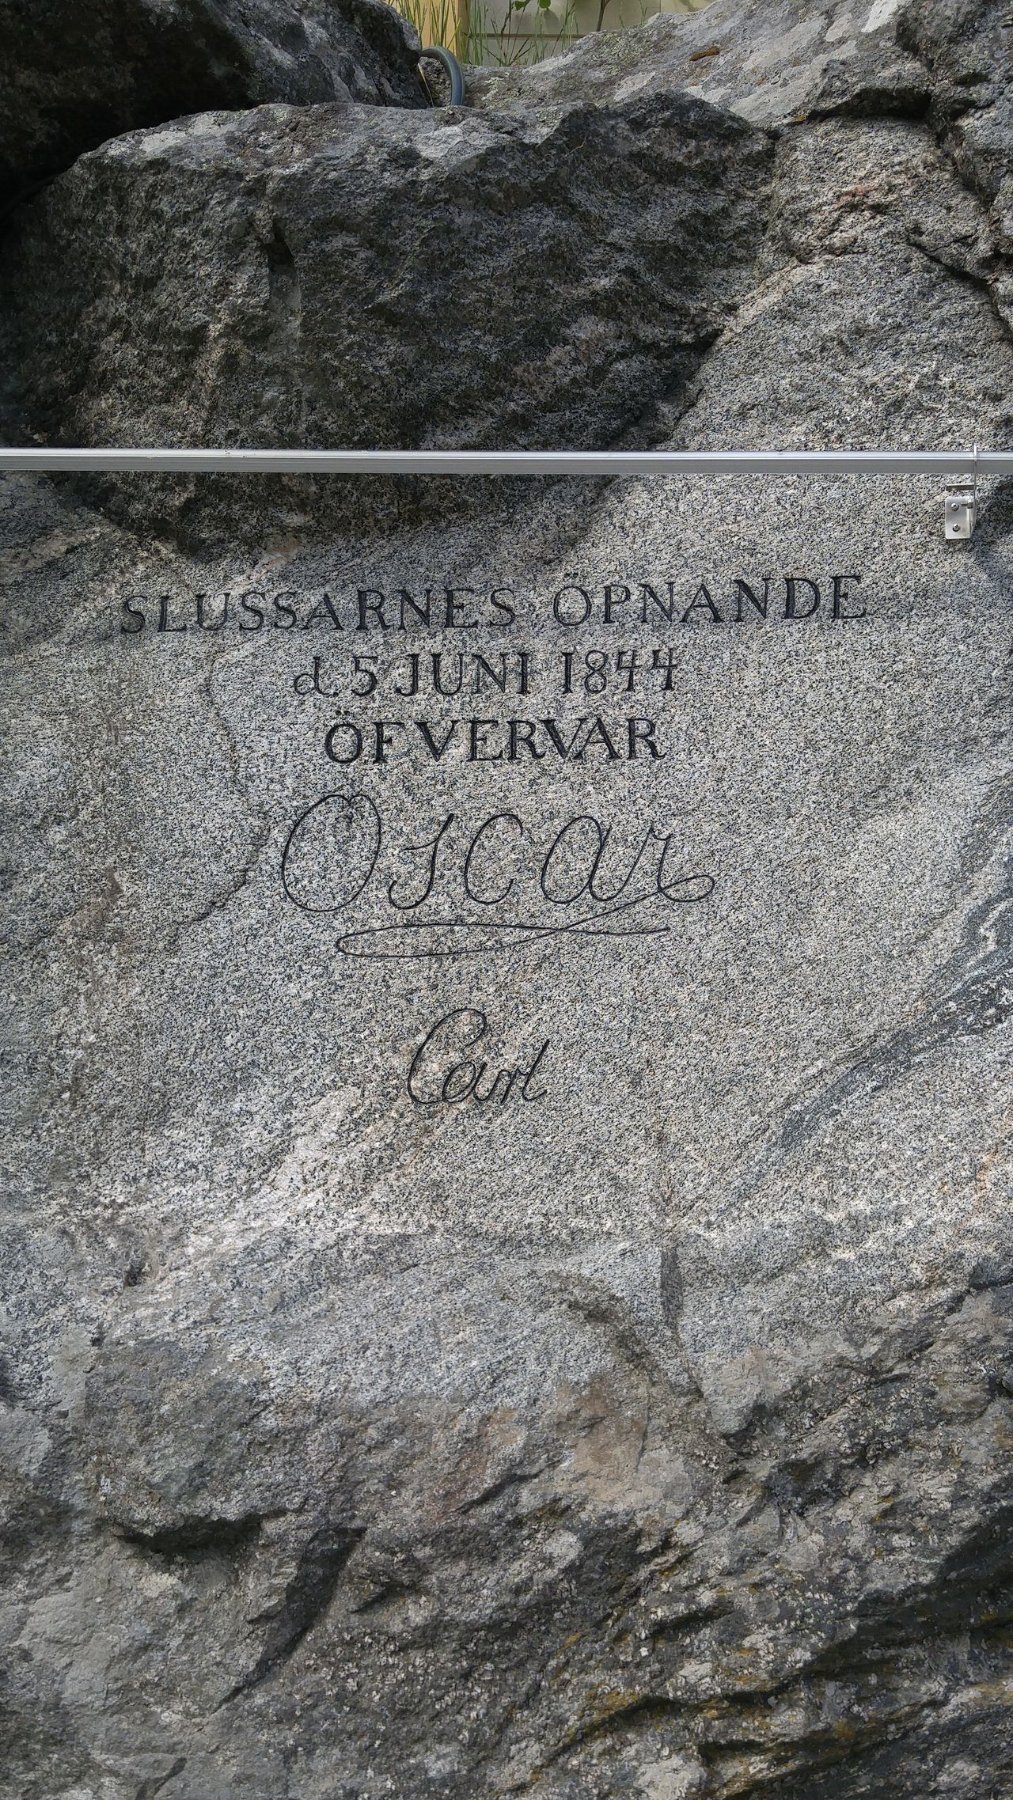 SLUSSARNES ÖPNANDE
d. 5 JUNI 1844
ÖFVERVAR
Oscar
Carl